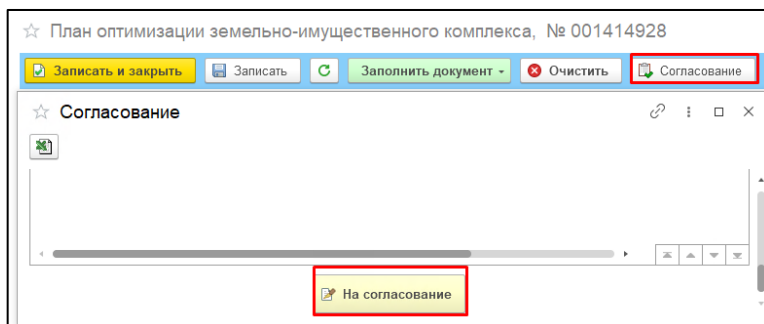 План оптимизации земельно-имущественного комплекса, № 001414928
Записать и закрыть Записать Заполнить документ Очистить Согласование
Согласование
На согласование